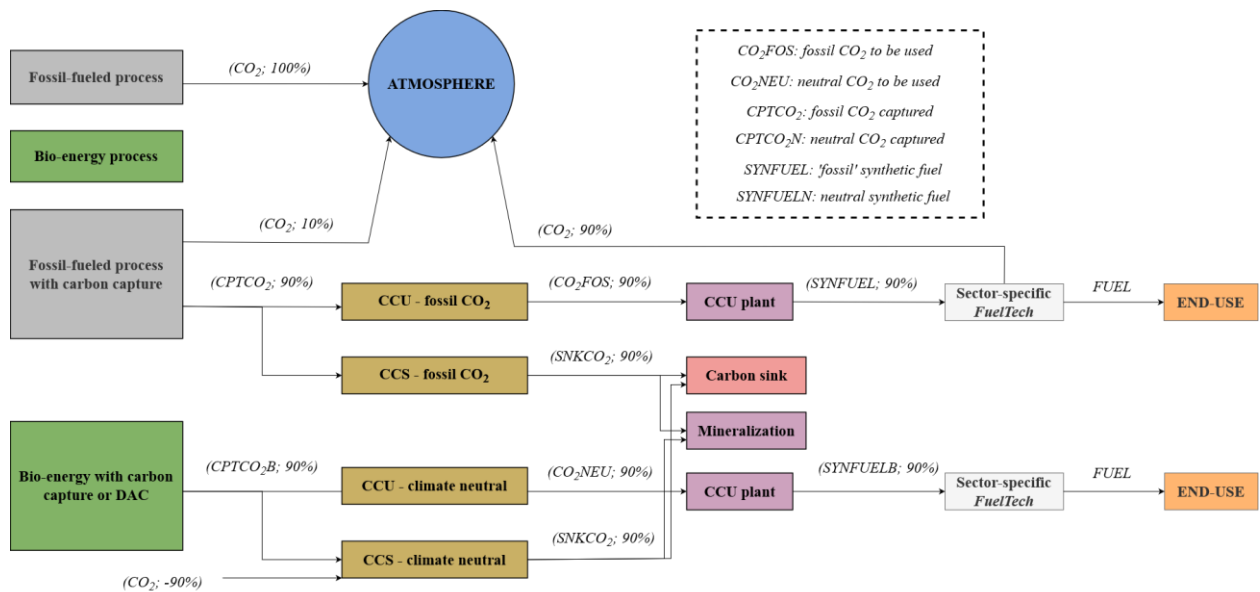 Fossil-fueled process
(CO₂; 100%)
ATMOSPHERE
CO₂FOS: fossil CO₂ to be used
CO₂NEU: neutral CO₂ to be used
CPTCO₂: fossil CO₂ captured
CPTCO₂N: neutral CO₂ captured
SYNFUEL: 'fossil' synthetic fuel
SYNFUELN: neutral synthetic fuel
Bio-energy process
Fossil-fueled process
with carbon capture
(CO₂; 10%)
(CO₂; 90%)
(CPTCO₂; 90%)
CCU - fossil CO₂
(CO₂FOS; 90%)
CCU plant
(SYNFUEL; 90%)
Sector-specific
FuelTech
FUEL
END-USE
CCS - fossil CO₂
(SNKCO₂; 90%)
Carbon sink
Mineralization
Bio-energy with carbon
capture or DAC
(CPTCO₂B; 90%)
CCU - climate neutral
(CO₂NEU; 90%)
CCU plant
(SYNFUELB; 90%)
Sector-specific
FuelTech
FUEL
END-USE
CCS - climate neutral
(SNKCO₂; 90%)
(CO₂; -90%)